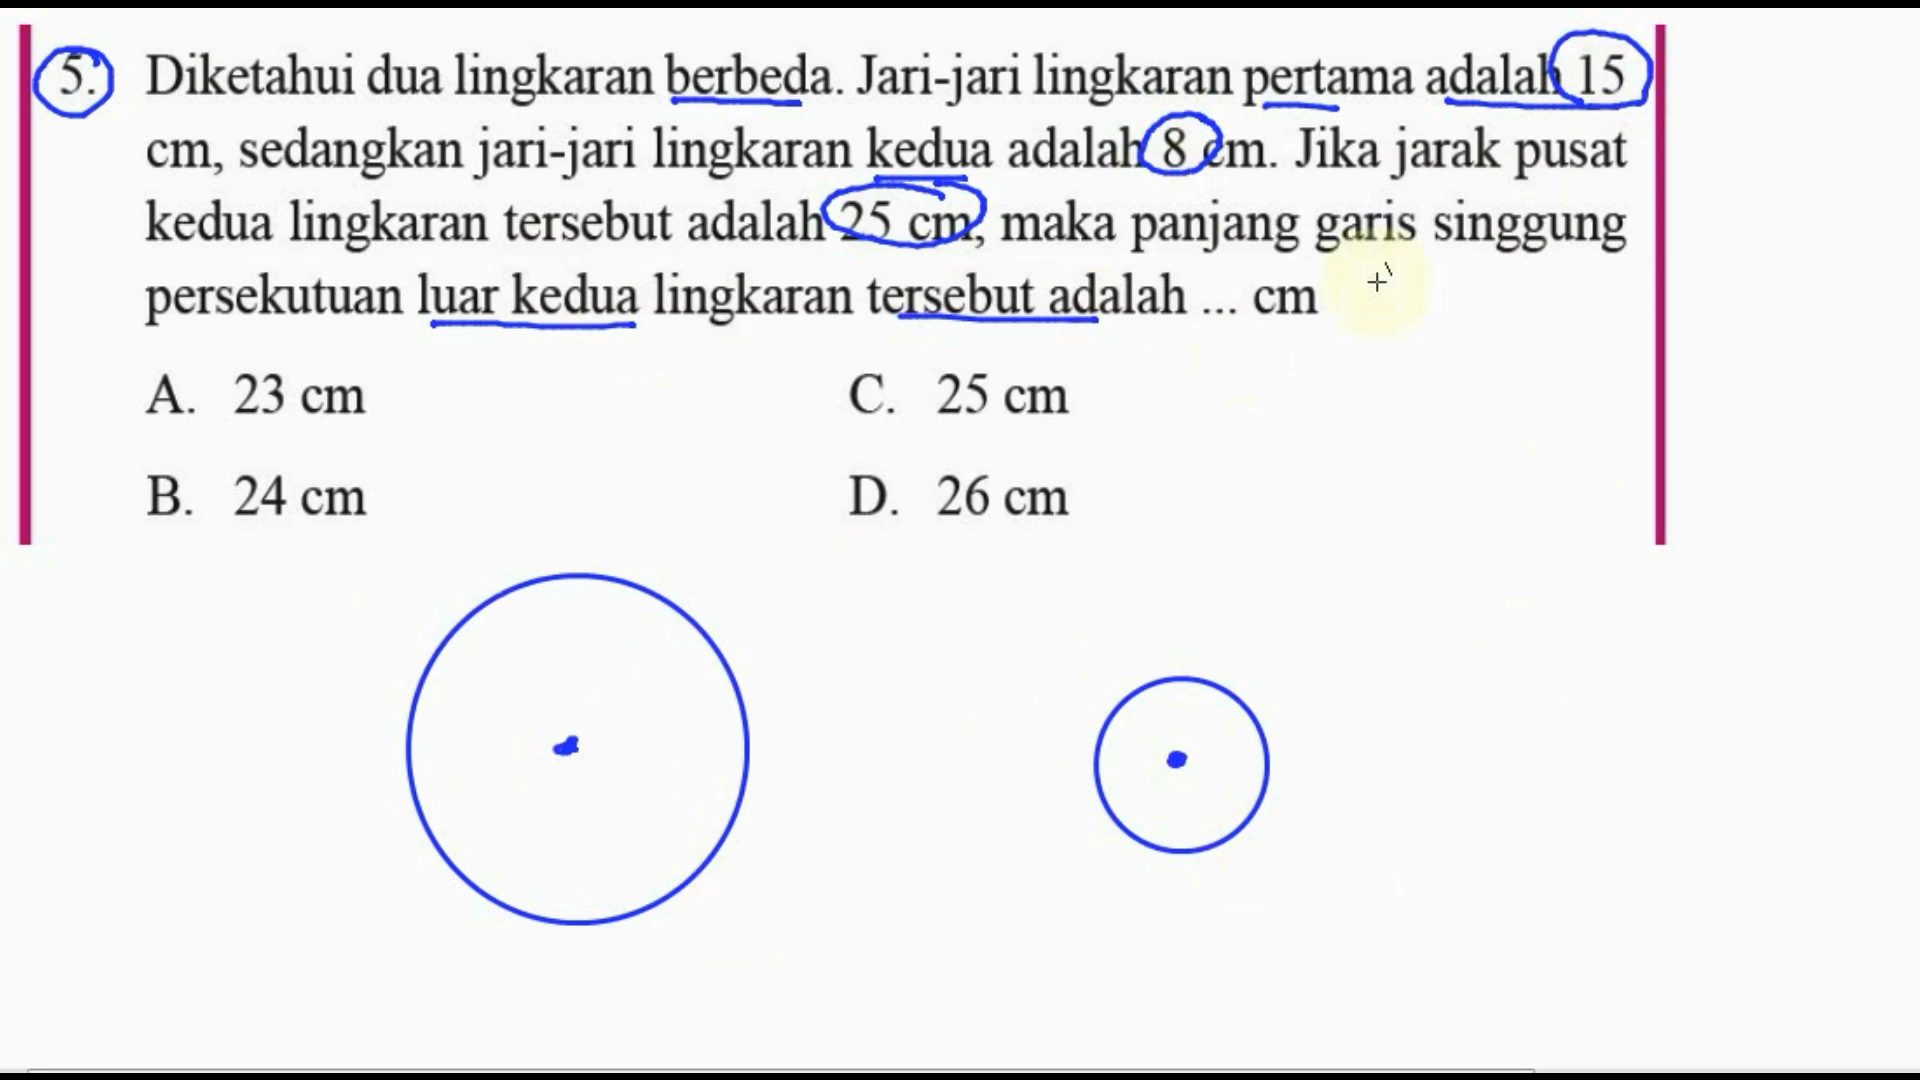 5. Diketahui dua lingkaran berbeda. Jari-jari lingkaran pertama adalah 15
cm, sedangkan jari-jari lingkaran kedua adalah 8 cm. Jika jarak pusat
kedua lingkaran tersebut adalah 25 cm, maka panjang garis singgung
persekutuan luar kedua lingkaran tersebut adalah ... cm
A. 23 cm
C. 25 cm
B. 24 cm
D. 26 cm